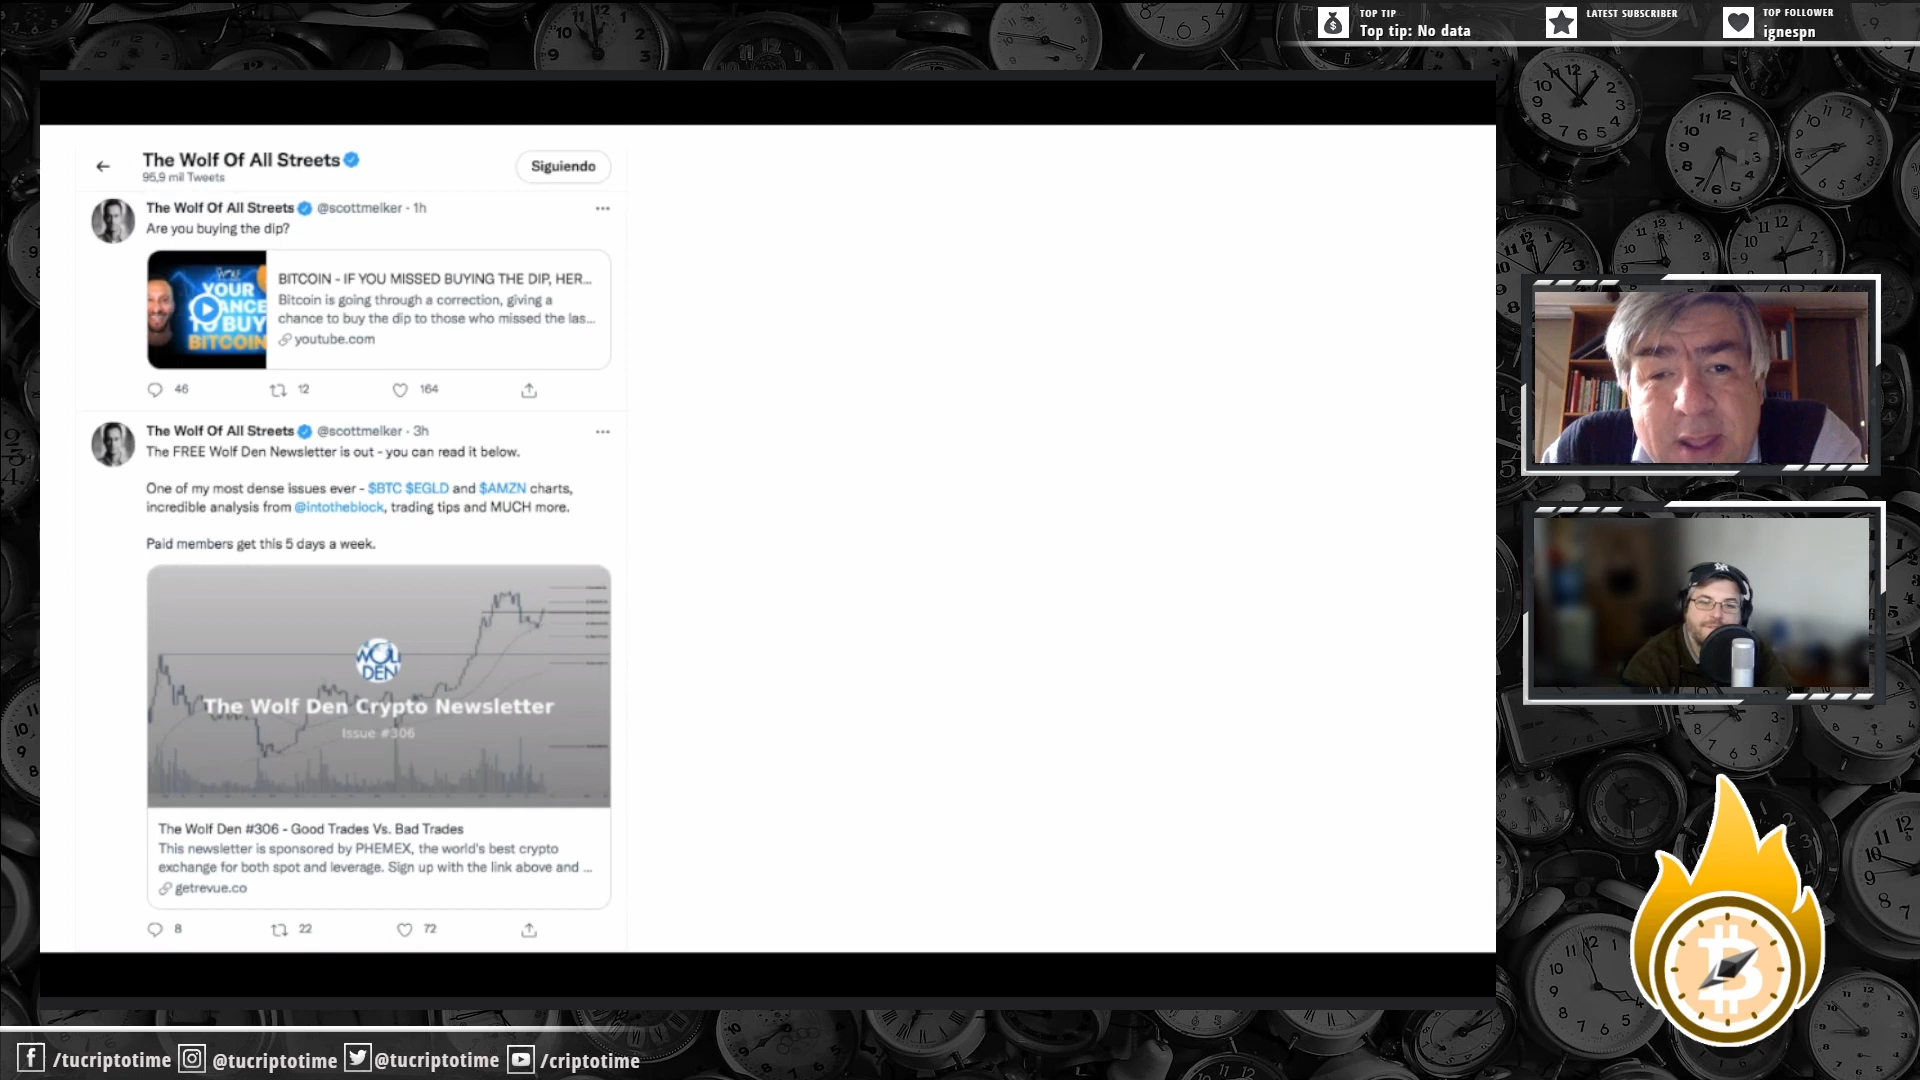 TOP TIP
Top tip: No data
LATEST SUBSCRIBER
TOP FOLLOWER
ignespn
The Wolf Of All Streets
95,9 mil Tweets
Siguiendo
The Wolf Of All Streets @scottmelker · 1h
Are you buying the dip?
WOLF
YOUR
TO BUY
BITCOIN
BITCOIN - IF YOU MISSED BUYING THE DIP, HER...
Bitcoin is going through a correction, giving a
chance to buy the dip to those who missed the las...
youtube.com
46 12 164
The Wolf Of All Streets @scottmelker · 3h
The FREE Wolf Den Newsletter is out - you can read it below.
One of my most dense issues ever - $BTC $EGLD and $AMZN charts,
incredible analysis from @intotheblock, trading tips and MUCH more.
Paid members get this 5 days a week.
WOLF
DEN
The Wolf Den Crypto Newsletter
Issue #306
The Wolf Den #306 - Good Trades Vs. Bad Trades
This newsletter is sponsored by PHEMEX, the world's best crypto
exchange for both spot and leverage. Sign up with the link above and ...
getrevue.co
8 22 72
/tucriptotime @tucriptotime @tucriptotime /criptotime